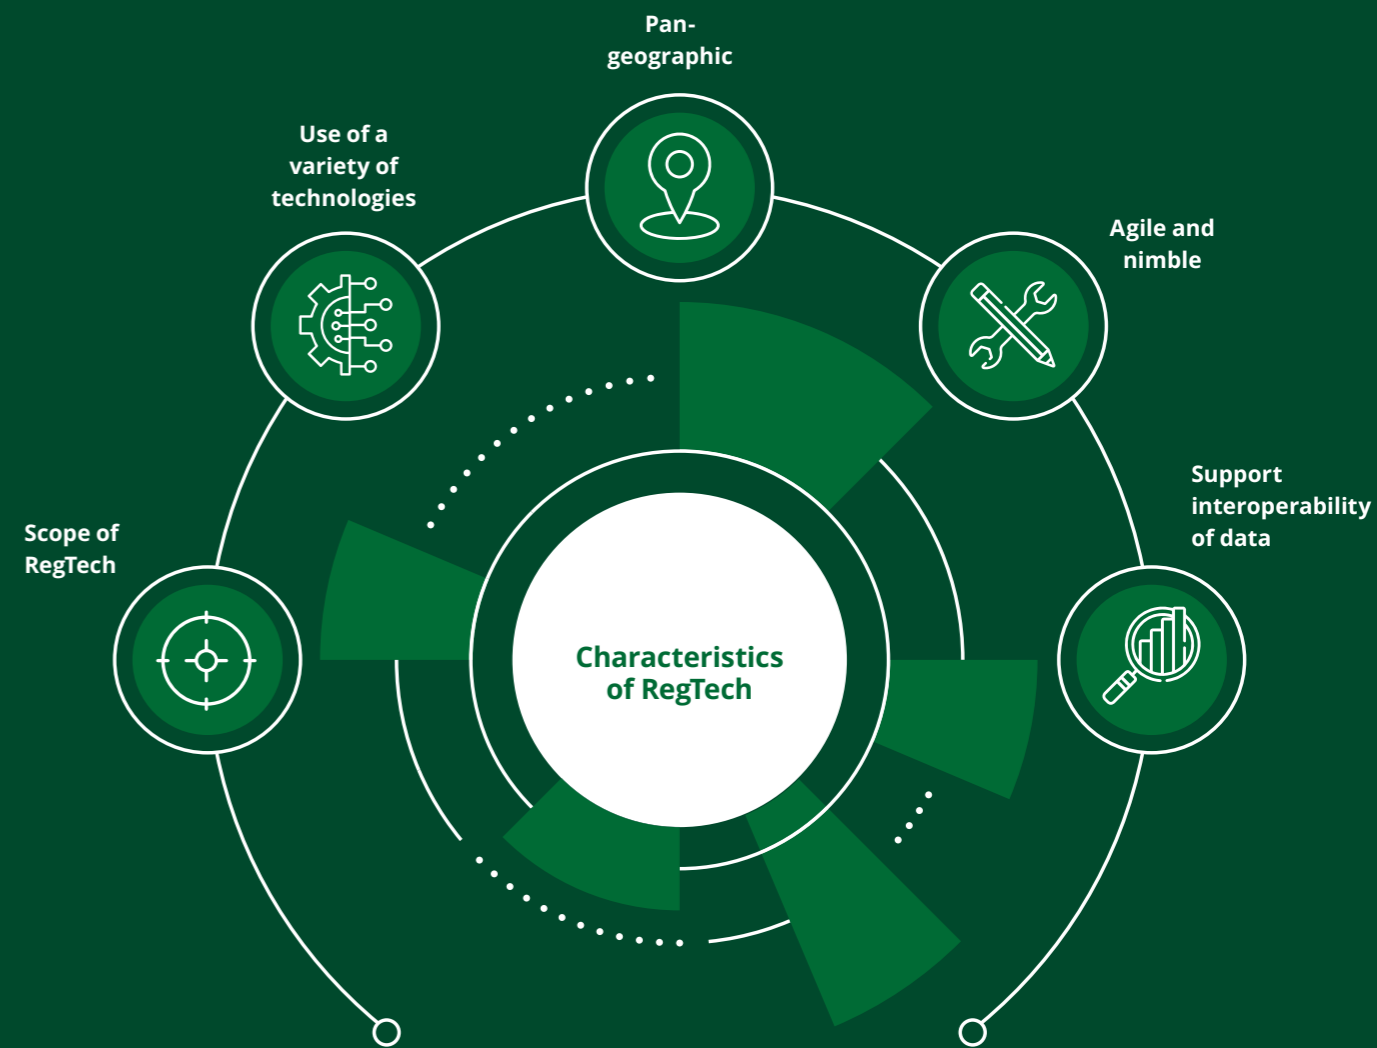 Pan-
geographic
Use of a
variety of
technologies
Agile and
nimble
Support
interoperability
of data
Scope of
RegTech
Characteristics
of RegTech